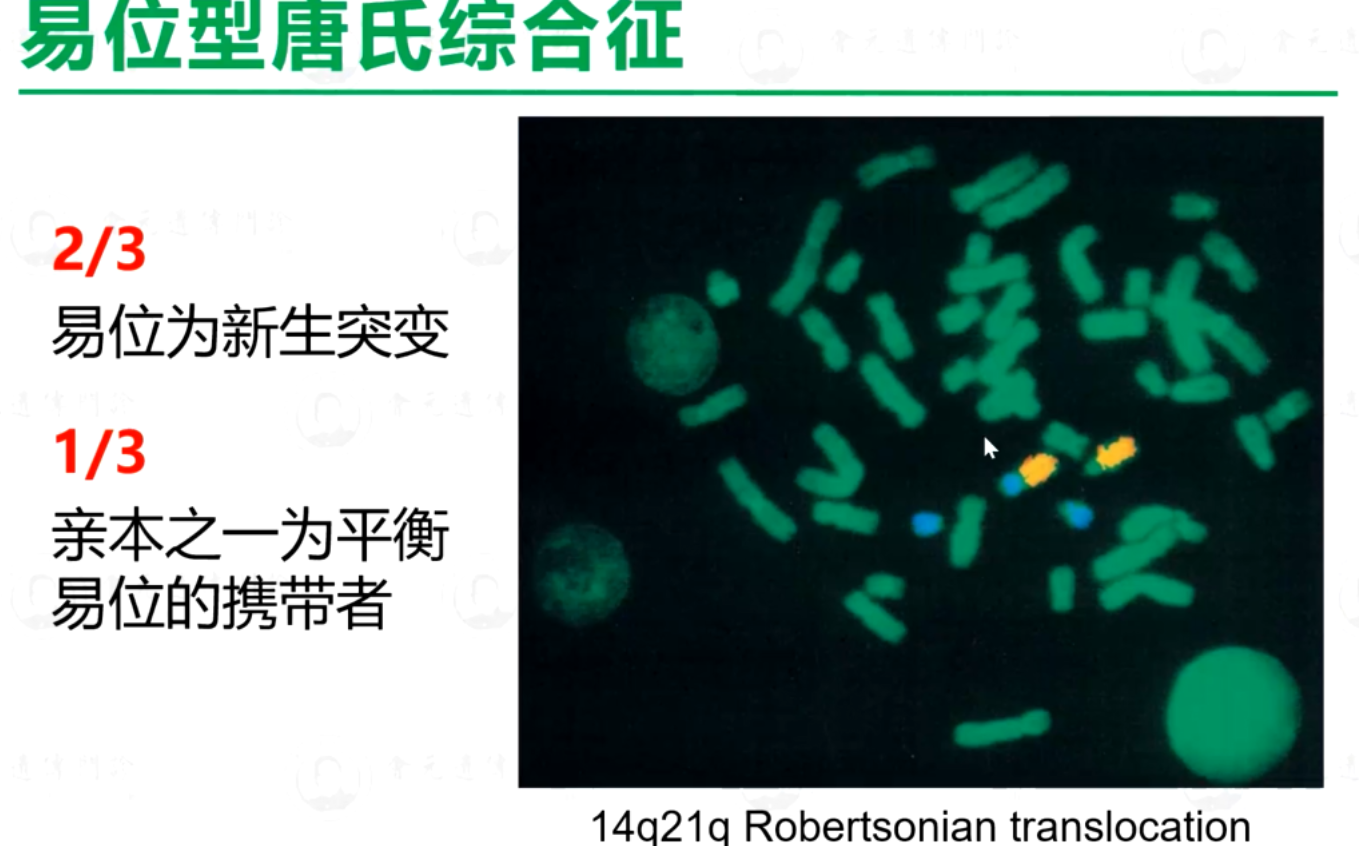 易位型唐氏综合征
2/3
易位为新生突变
1/3
亲本之一为平衡
易位的携带者
14q21q Robertsonian translocation